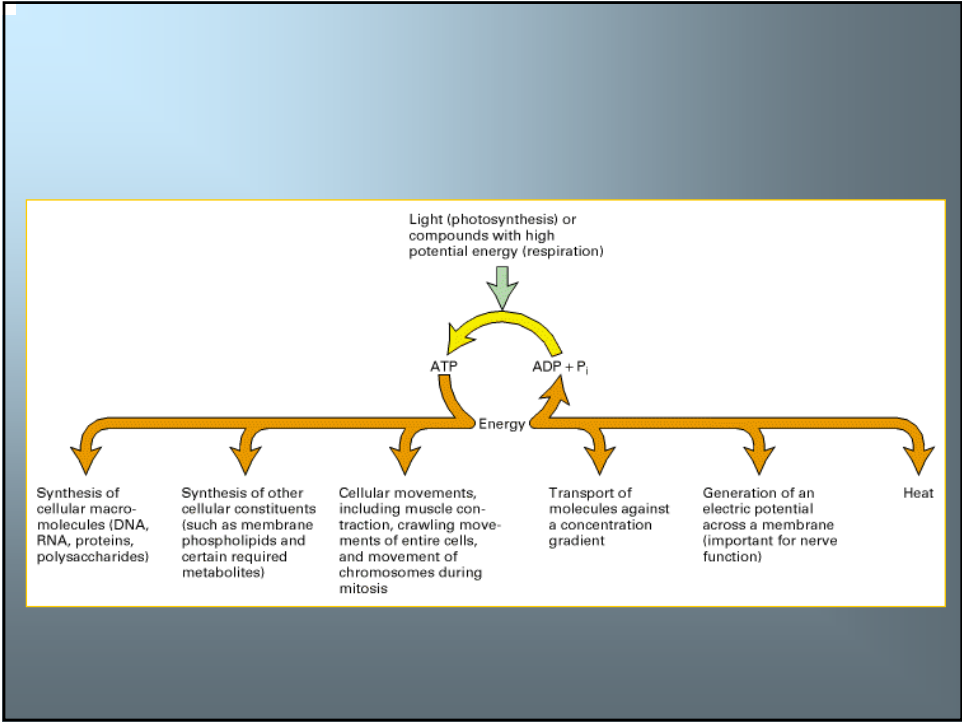 Light (photosynthesis) or
compounds with high
potential energy (respiration)
ATP
ADP + Pi
Energy
Synthesis of
cellular macro-
molecules (DNA,
RNA, proteins,
polysaccharides)
Synthesis of other
cellular constituents
(such as membrane
phospholipids and
certain required
metabolites)
Cellular movements,
including muscle con-
traction, crawling move-
ments of entire cells,
and movement of
chromosomes during
mitosis
Transport of
molecules against
a concentration
gradient
Generation of an
electric potential
across a membrane
(important for nerve
function)
Heat